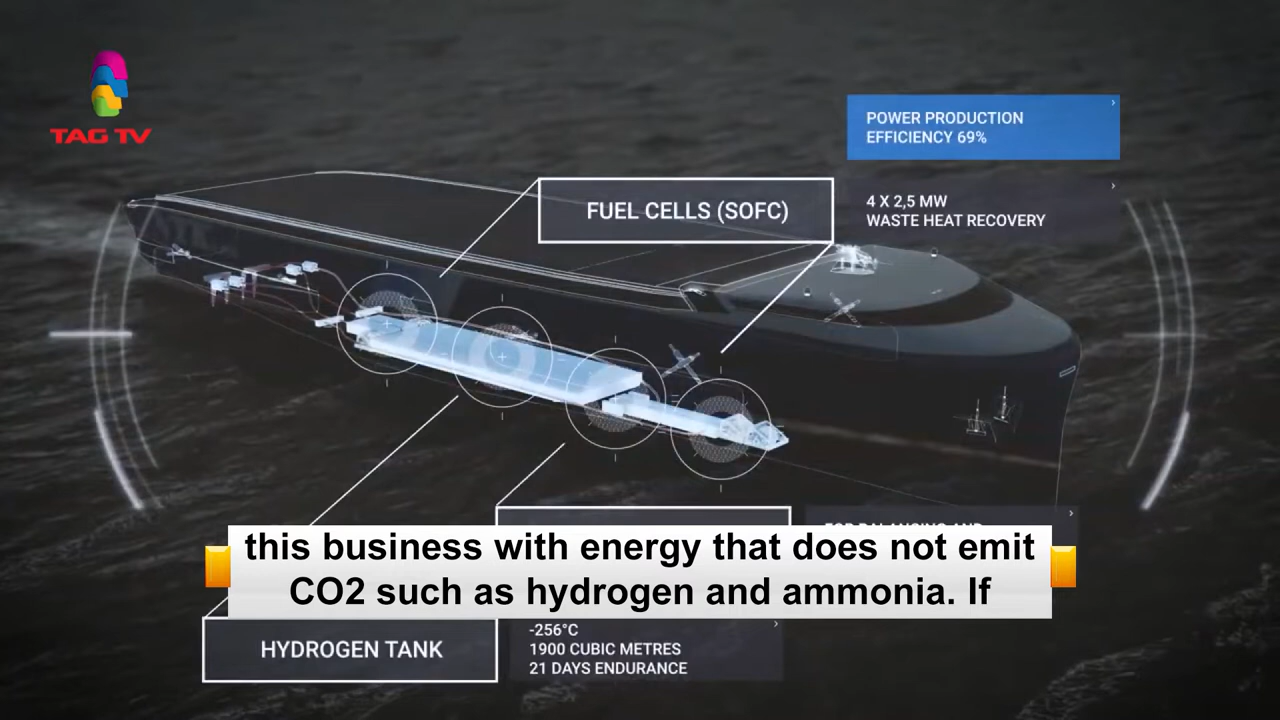 TAG TV
POWER PRODUCTION
EFFICIENCY 69%
FUEL CELLS (SOFC)
4 X 2,5 MW
WASTE HEAT RECOVERY
this business with energy that does not emit
CO2 such as hydrogen and ammonia. If
HYDROGEN TANK
-256°C
1900 CUBIC METRES
21 DAYS ENDURANCE